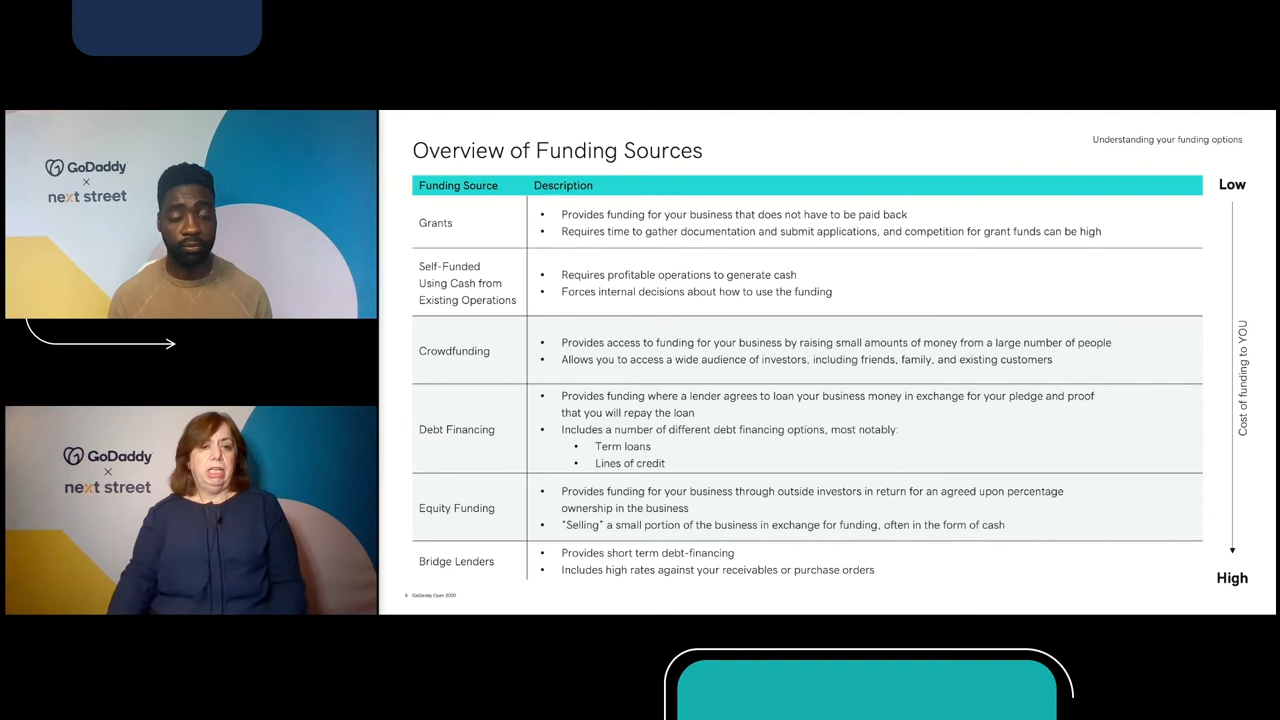 GoDaddy
×
next street
GoDaddy
×
next street
Overview of Funding Sources
Understanding your funding options
Funding Source
Description
Low
Grants
• Provides funding for your business that does not have to be paid back
• Requires time to gather documentation and submit applications, and competition for grant funds can be high
Self-Funded
Using Cash from
Existing Operations
• Requires profitable operations to generate cash
• Forces internal decisions about how to use the funding
Crowdfunding
• Provides access to funding for your business by raising small amounts of money from a large number of people
• Allows you to access a wide audience of investors, including friends, family, and existing customers
Debt Financing
• Provides funding where a lender agrees to loan your business money in exchange for your pledge and proof
that you will repay the loan
• Includes a number of different debt financing options, most notably:
• Term loans
• Lines of credit
Equity Funding
• Provides funding for your business through outside investors in return for an agreed upon percentage
ownership in the business
• "Selling" a small portion of the business in exchange for funding, often in the form of cash
Bridge Lenders
• Provides short term debt-financing
• Includes high rates against your receivables or purchase orders
Cost of funding to YOU
High
5 GoDaddy Open 2020